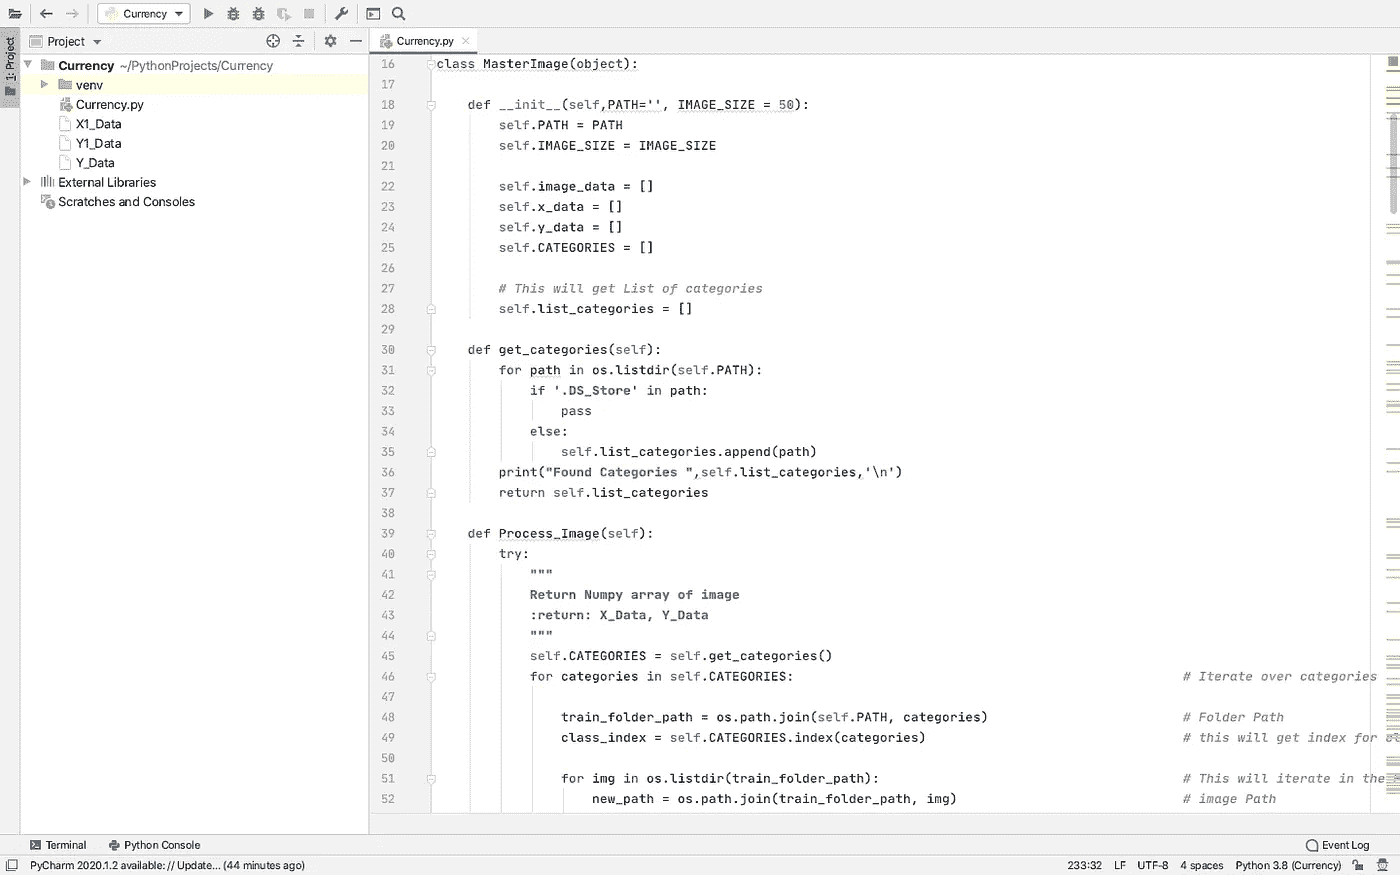 Currency
Project
Currency.py
1: Project
Currency ~/PythonProjects/Currency
venv
Currency.py
X1_Data
Y1_Data
Y_Data
External Libraries
Scratches and Consoles
16 class MasterImage(object):
17
18 def __init__(self,PATH='', IMAGE_SIZE = 50):
19 self.PATH = PATH
20 self.IMAGE_SIZE = IMAGE_SIZE
21
22 self.image_data = []
23 self.x_data = []
24 self.y_data = []
25 self.CATEGORIES = []
26
27 # This will get List of categories
28 self.list_categories = []
29
30 def get_categories(self):
31 for path in os.listdir(self.PATH):
32 if '.DS_Store' in path:
33 pass
34 else:
35 self.list_categories.append(path)
36 print("Found Categories ",self.list_categories,'\n')
37 return self.list_categories
38
39 def Process_Image(self):
40 try:
41 """
42 Return Numpy array of image
43 :return: X_Data, Y_Data
44 """
45 self.CATEGORIES = self.get_categories()
46 for categories in self.CATEGORIES: # Iterate over categories
47
48 train_folder_path = os.path.join(self.PATH, categories) # Folder Path
49 class_index = self.CATEGORIES.index(categories) # this will get index for
50
51 for img in os.listdir(train_folder_path): # This will iterate in the
52 new_path = os.path.join(train_folder_path, img) # image Path
Terminal Python Console Event Log
PyCharm 2020.1.2 available: // Update... (44 minutes ago) 233:32 LF UTF-8 4 spaces Python 3.8 (Currency)